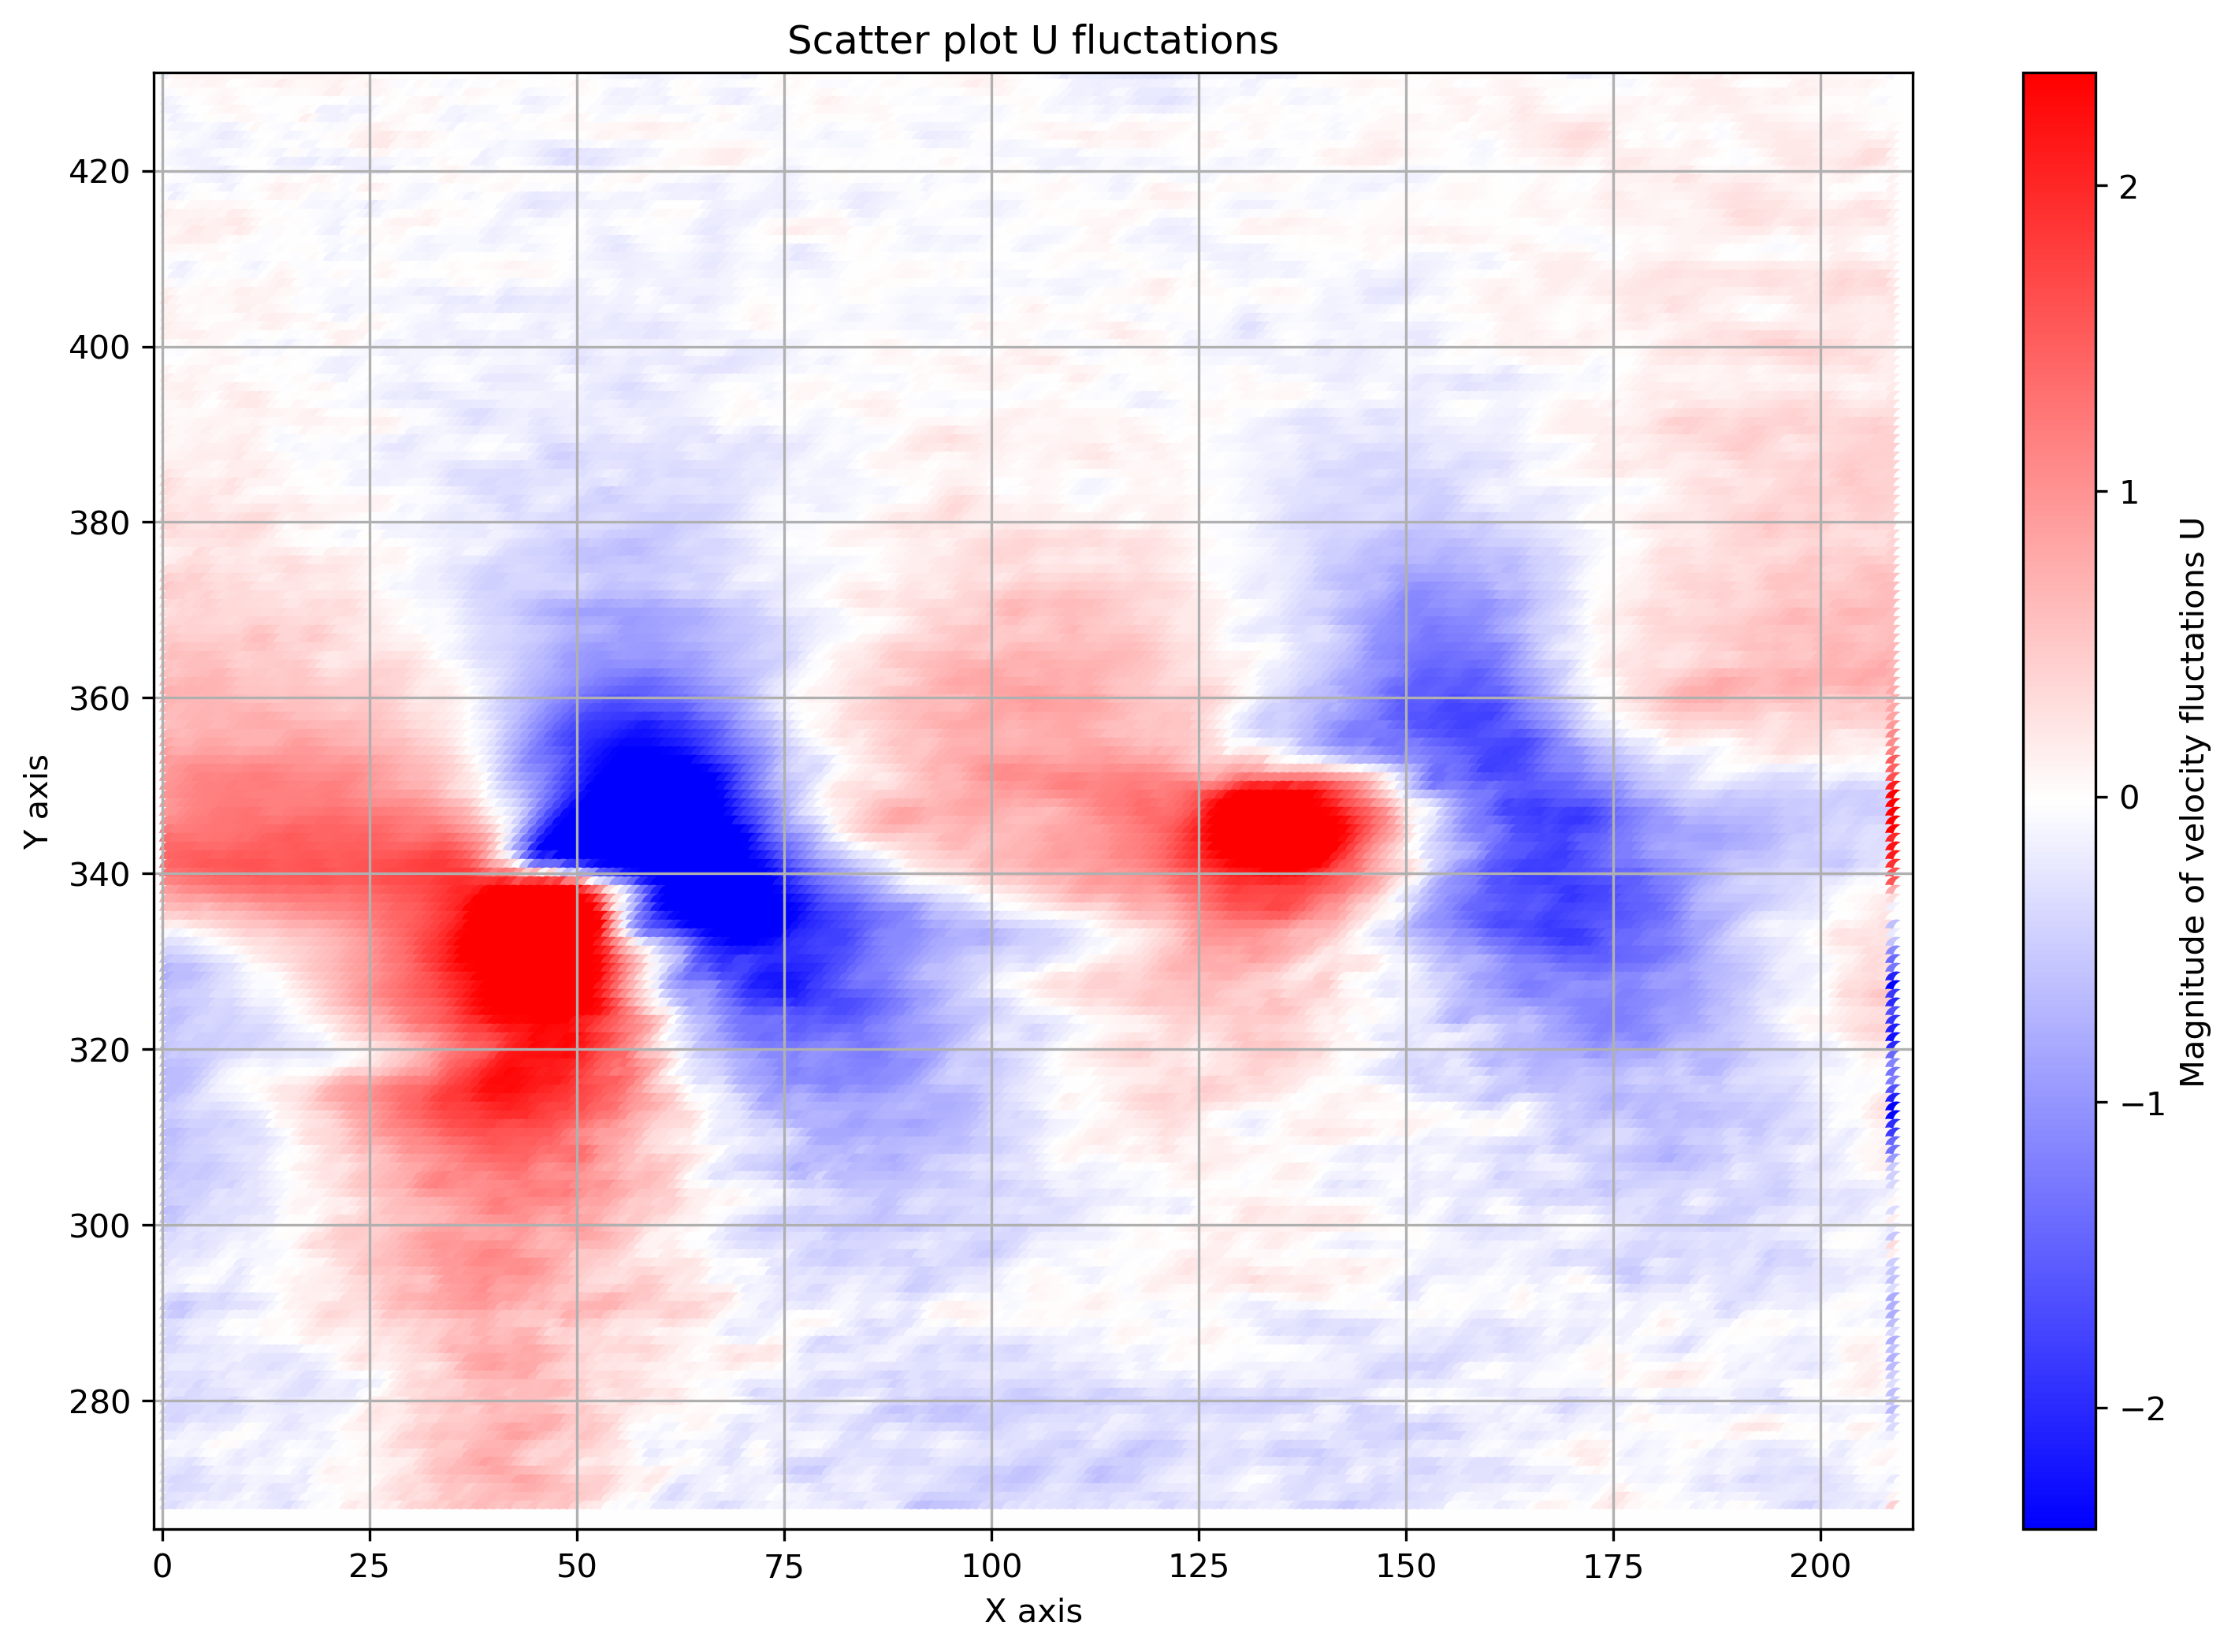 Scatter plot U fluctations
420
400
380
360
340
320
300
280
Y axis
0 25 50 75 100 125 150 175 200
X axis
2
1
0
−1
−2
Magnitude of velocity fluctations U